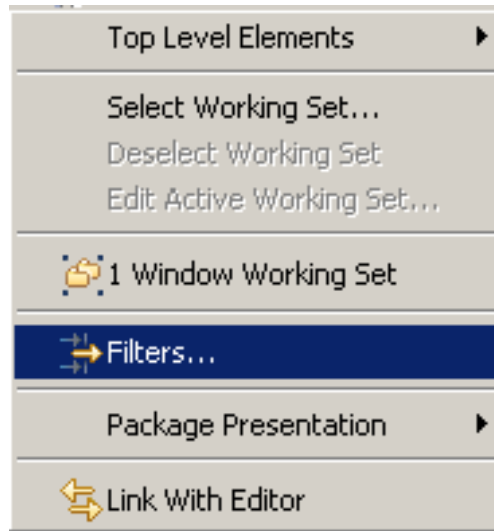 Top Level Elements
Select Working Set...
Deselect Working Set
Edit Active Working Set...
1 Window Working Set
Filters...
Package Presentation
Link With Editor